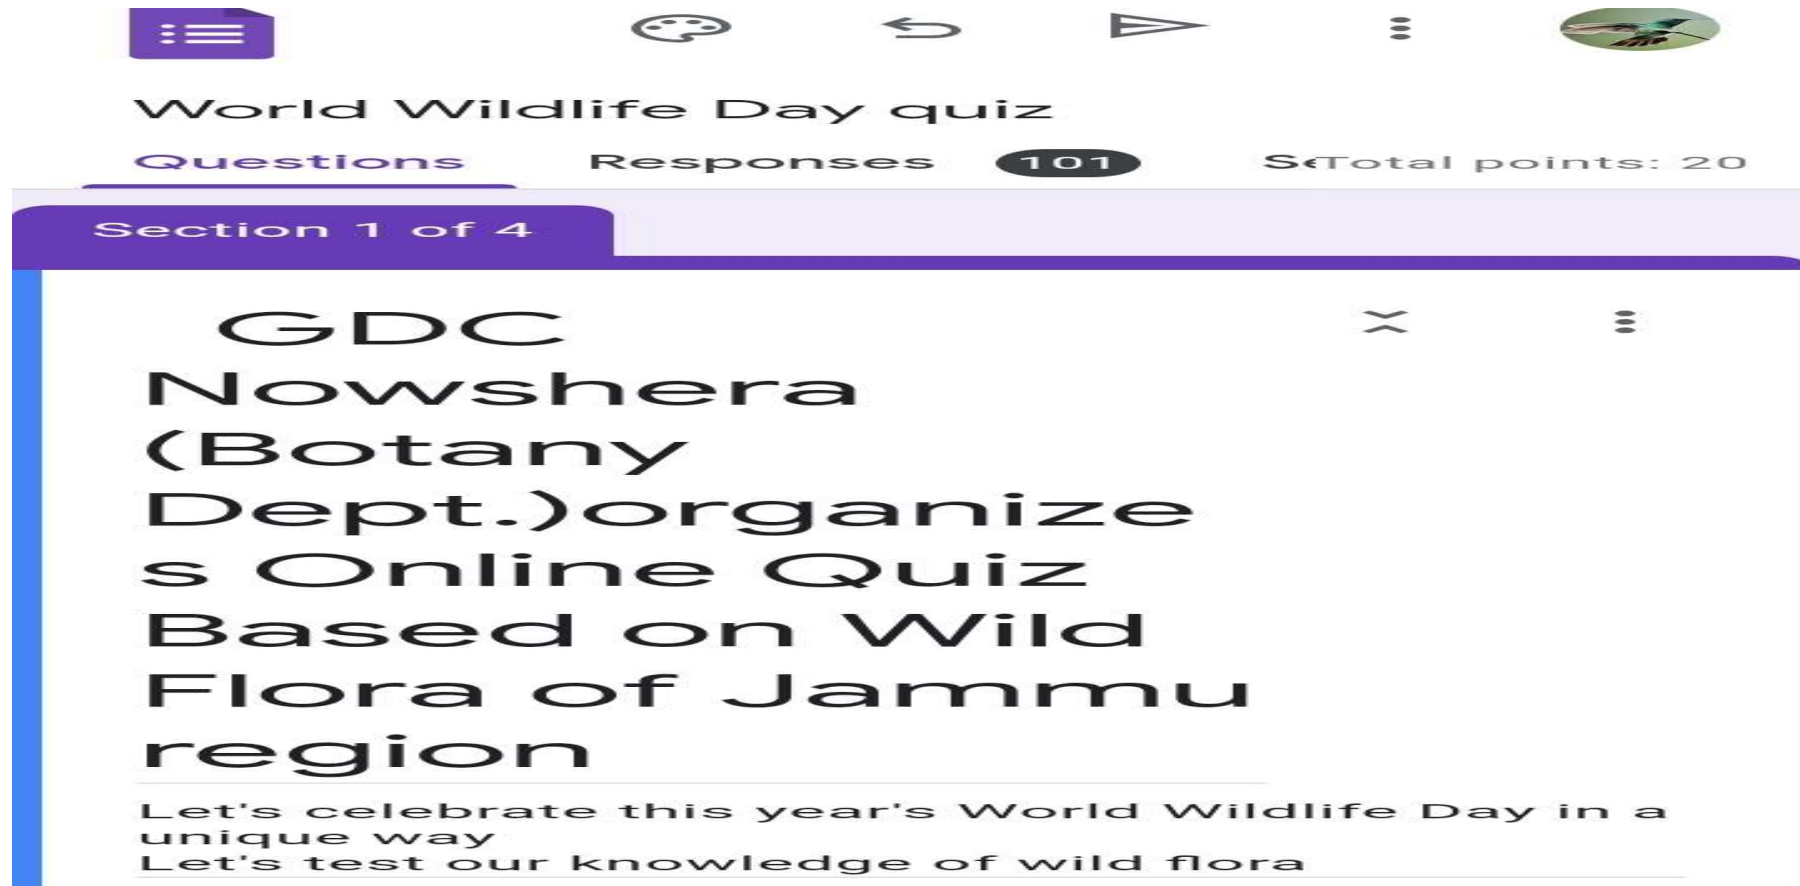 World Wildlife Day quiz
Questions Responses 101 Total points: 20
Section 1 of 4
GDC
Nowshera
(Botany
Dept.)organize
s Online Quiz
Based on Wild
Flora of Jammu
region
Let's celebrate this year's World Wildlife Day in a
unique way
Let's test our knowledge of wild flora